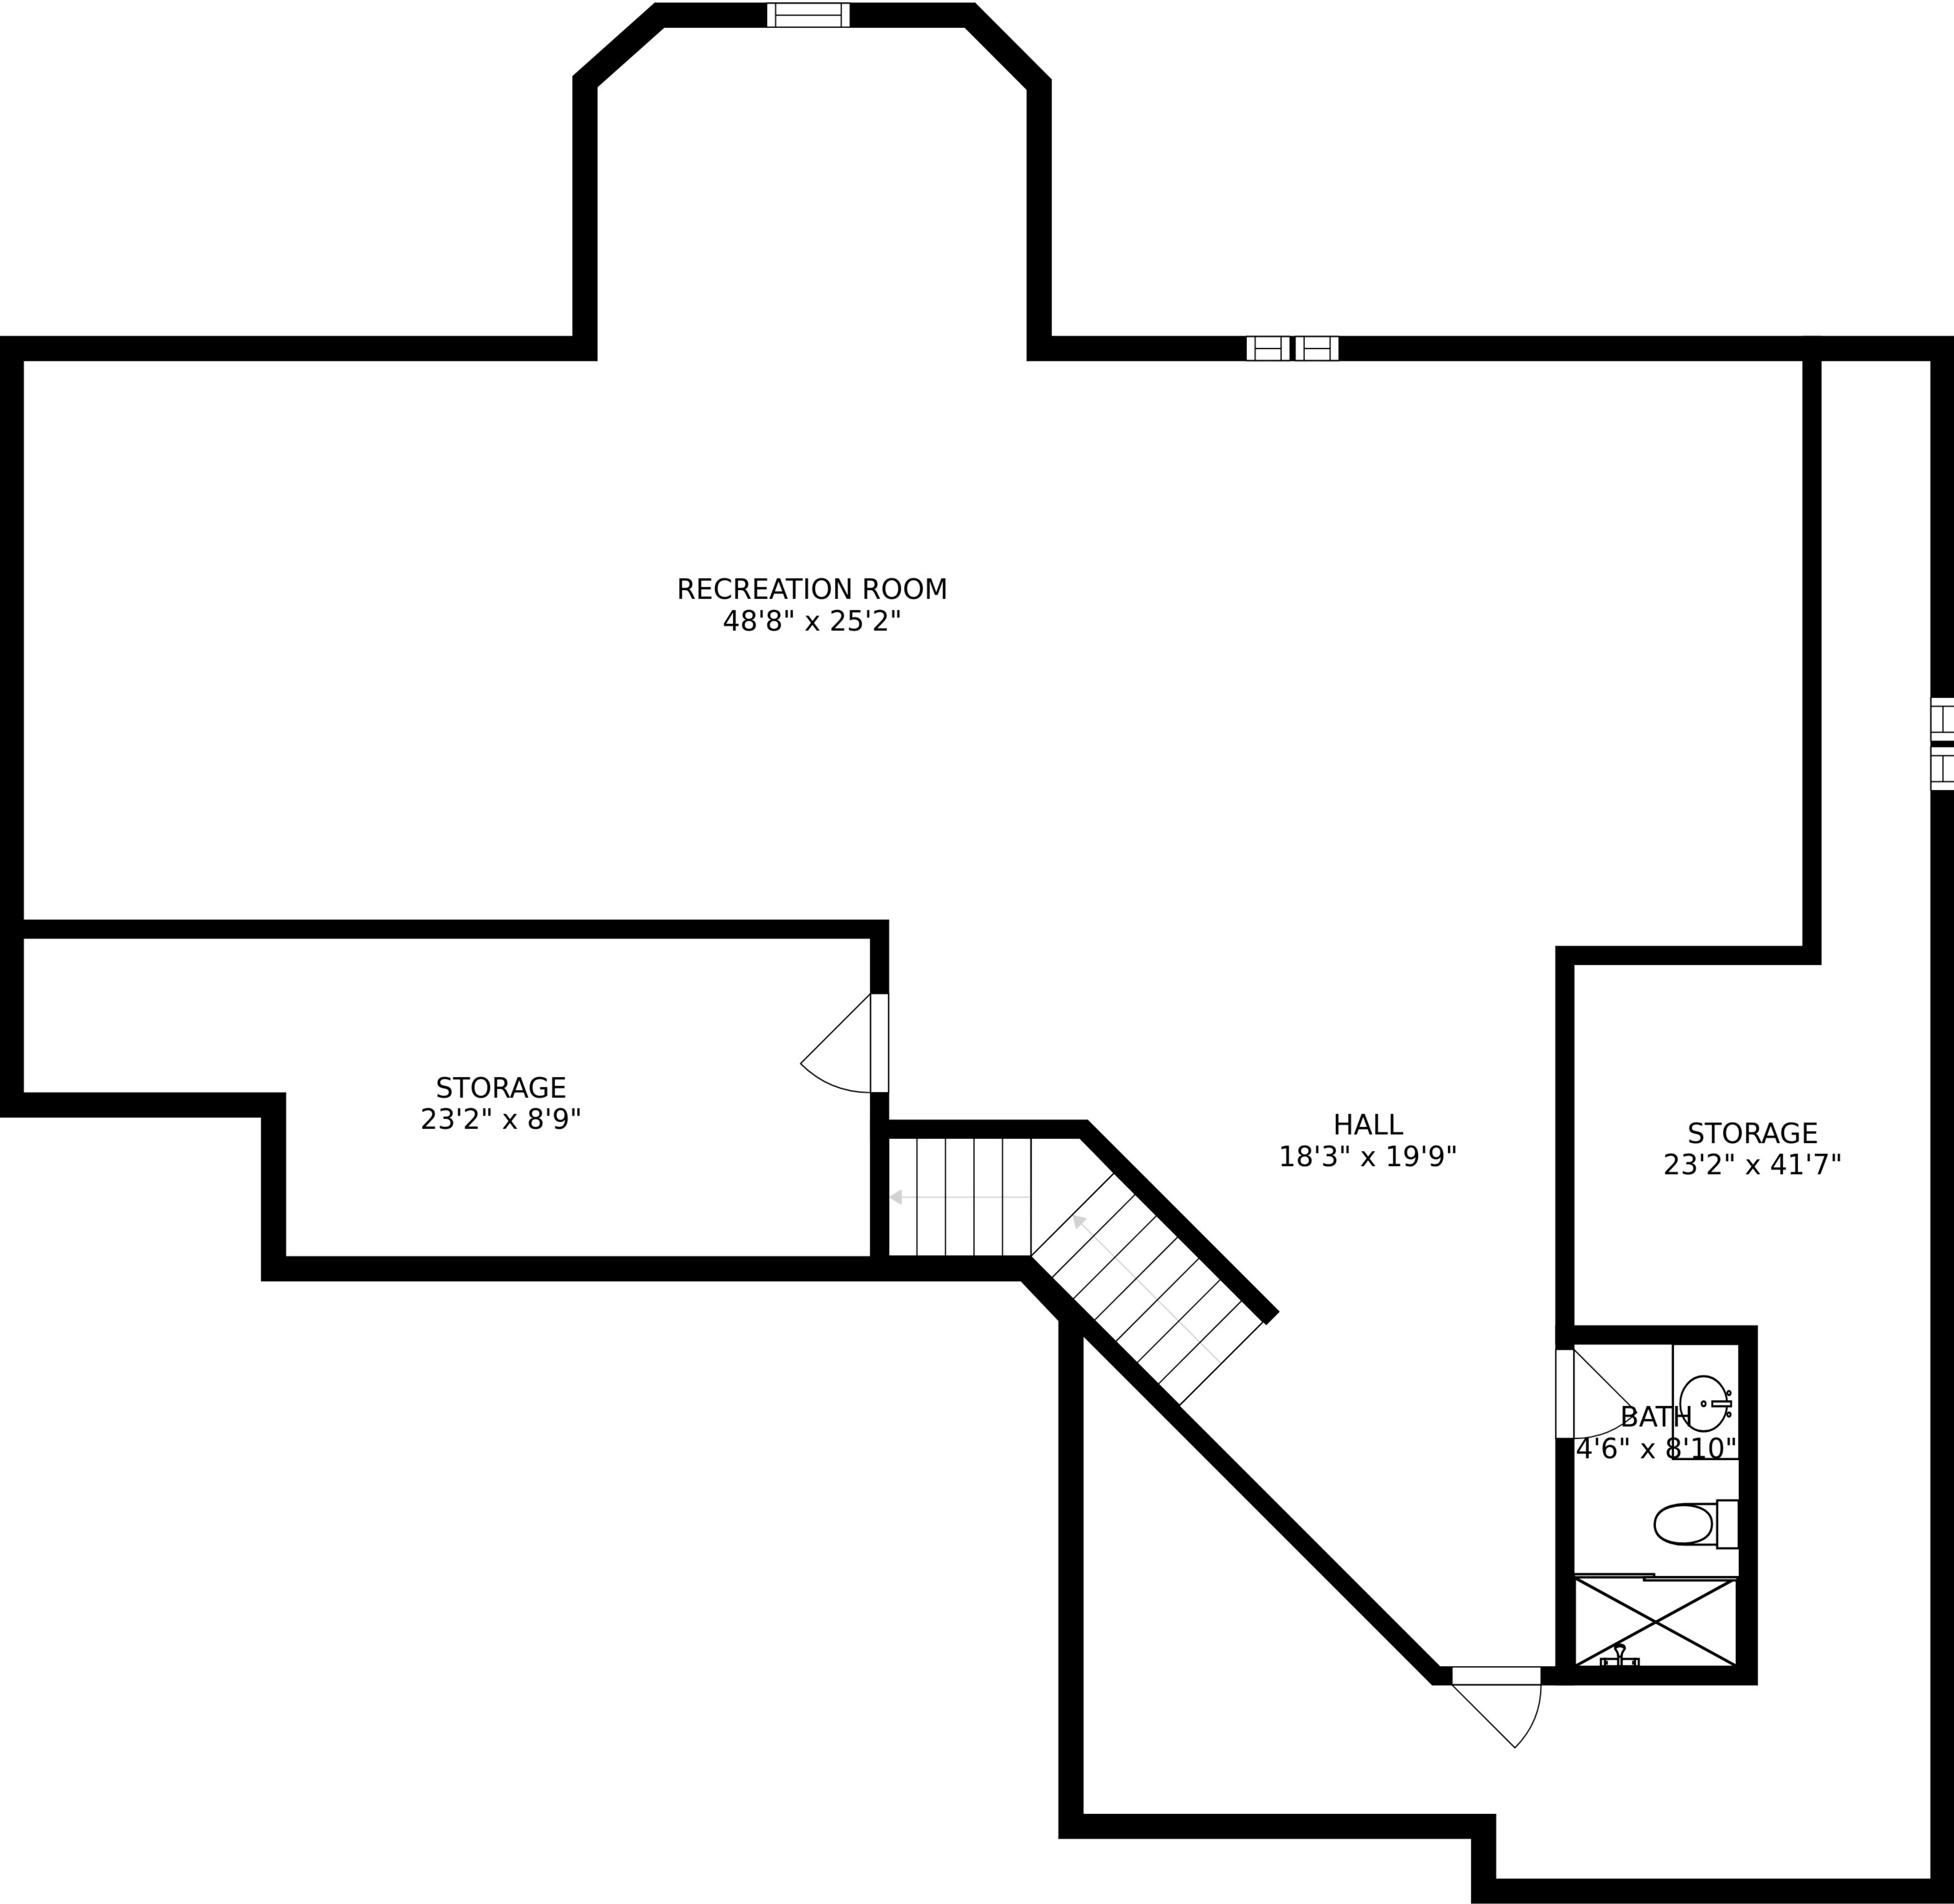 RECREATION ROOM
48'8" x 25'2"
STORAGE
23'2" x 8'9"
HALL
18'3" x 19'9"
STORAGE
23'2" x 41'7"
BATH
4'6" x 8'10"